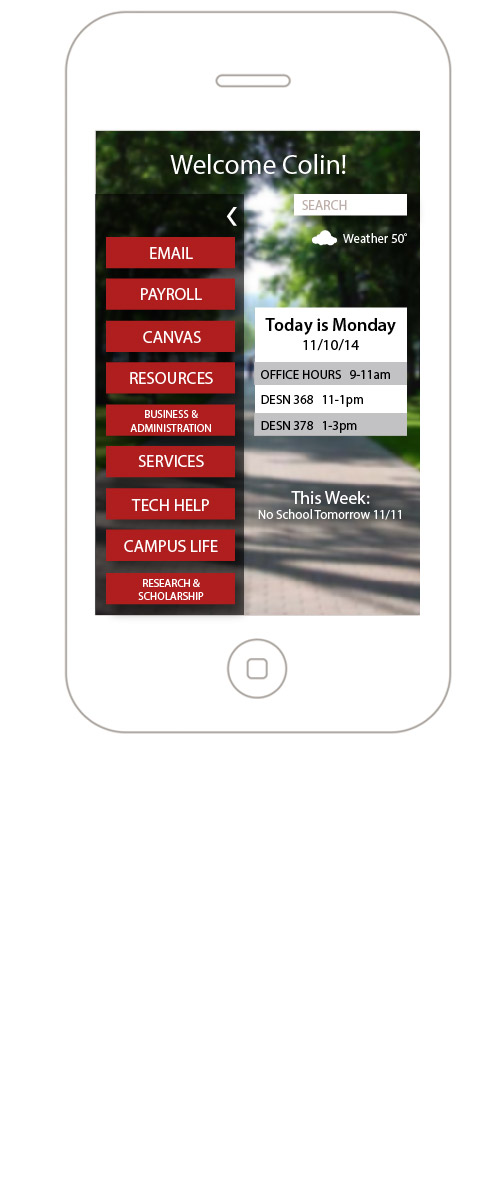 Welcome Colin!
SEARCH
Weather 50°
EMAIL
PAYROLL
CANVAS
RESOURCES
BUSINESS &
ADMINISTRATION
SERVICES
TECH HELP
CAMPUS LIFE
RESEARCH &
SCHOLARSHIP
Today is Monday
11/10/14
OFFICE HOURS 9-11am
DESN 368 11-1pm
DESN 378 1-3pm
This Week:
No School Tomorrow 11/11